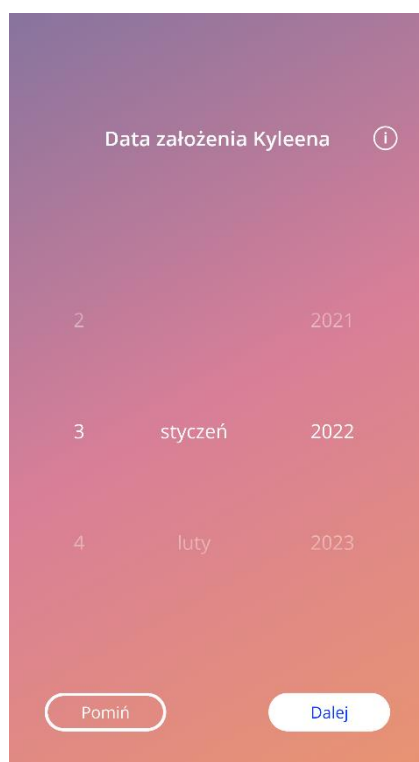 Data założenia Kyleena
2 2021
3 styczeń 2022
4 luty 2023
Pomiń Dalej